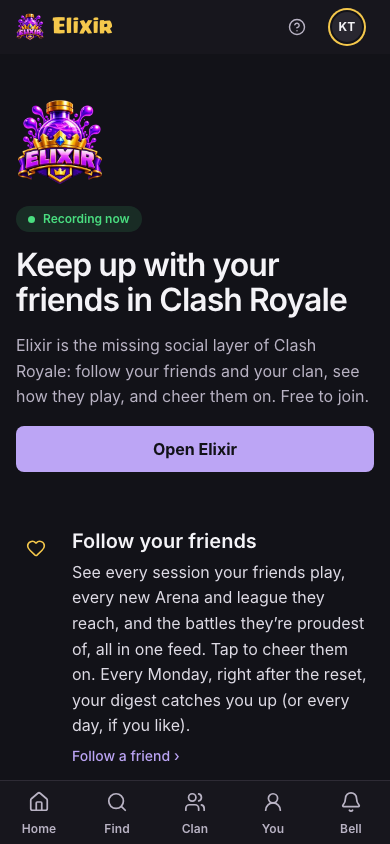 Elixir
KT
ELIXIR
Recording now
Keep up with your
friends in Clash Royale
Elixir is the missing social layer of Clash
Royale: follow your friends and your clan, see
how they play, and cheer them on. Free to join.
Open Elixir
Follow your friends
See every session your friends play,
every new Arena and league they
reach, and the battles they’re proudest
of, all in one feed. Tap to cheer them
on. Every Monday, right after the reset,
your digest catches you up (or every
day, if you like).
Follow a friend ›
Home
Find
Clan
You
Bell